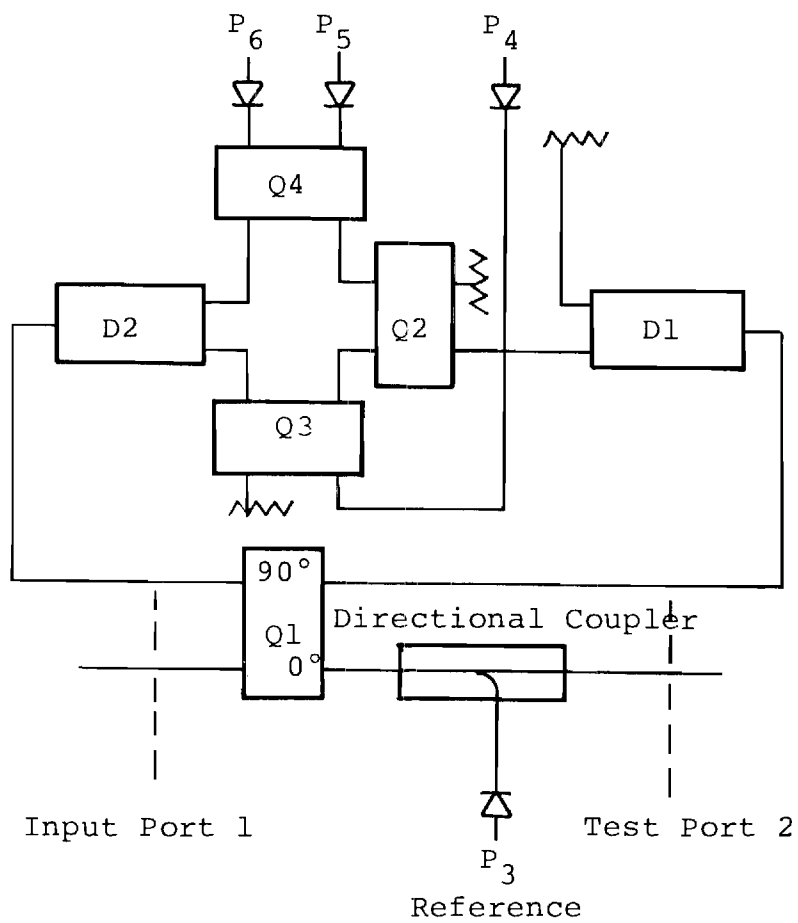 P6 P5 P4
Q4
D2 Q2 D1
Q3
90°
Directional Coupler
Q1
0°
Input Port 1 Test Port 2
P3
Reference